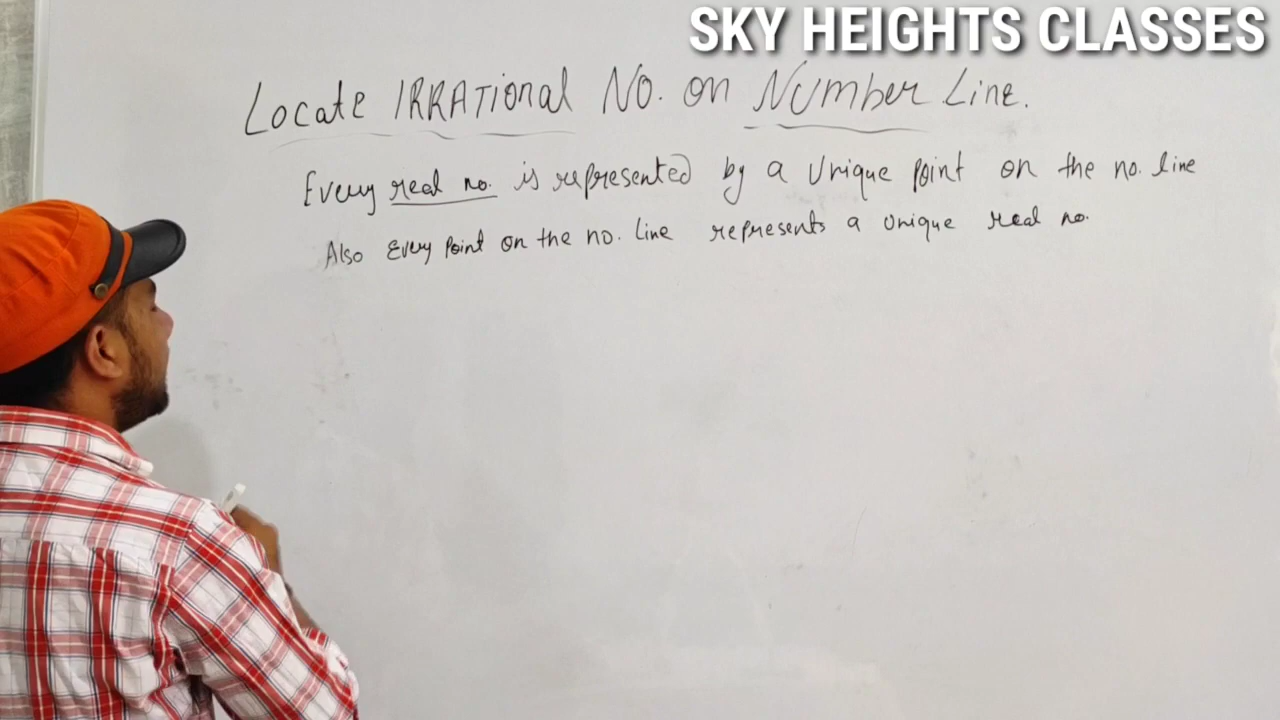 SKY HEIGHTS CLASSES
Locate IRRATional No. on Number Line.
Every real no. is represented by a Unique Point on the no. line
Also Every Point on the no. Line represents a unique real no.